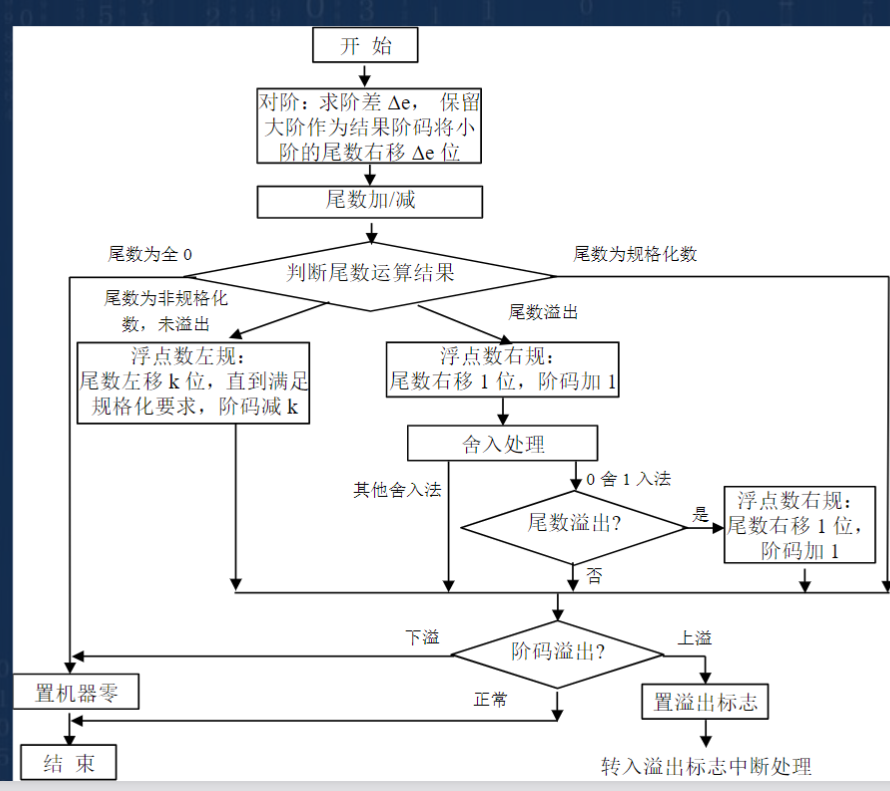 开 始
对阶：求阶差 Δe， 保留
大阶作为结果阶码将小
阶的尾数右移 Δe 位
尾数加/减
尾数为全 0
判断尾数运算结果
尾数为规格化数
尾数为非规格化
数，未溢出
尾数溢出
浮点数左规：
尾数左移 k 位，直到满足
规格化要求，阶码减 k
浮点数右规：
尾数右移 1 位，阶码加 1
舍入处理
其他舍入法
0 舍 1 入法
尾数溢出?
是
浮点数右规：
尾数右移 1 位，
阶码加 1
否
下溢
阶码溢出?
上溢
置机器零
正常
置溢出标志
结 束
转入溢出标志中断处理